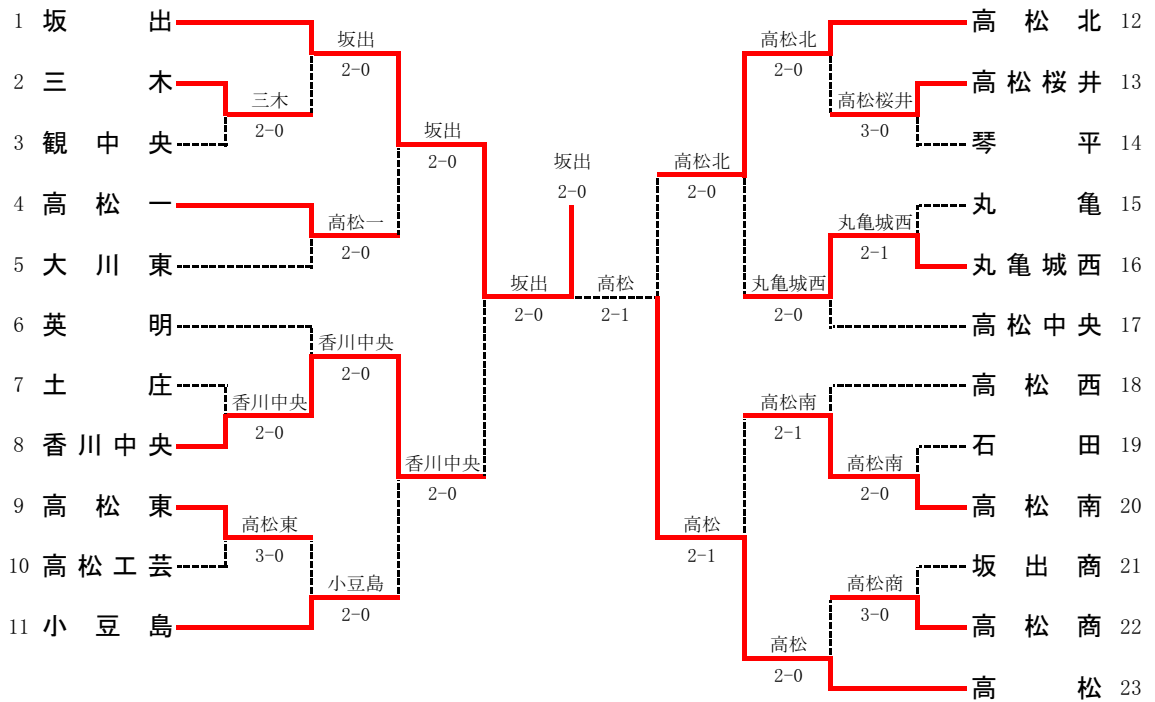 1 坂出
2 三木
3 観中央
4 高松一
5 大川東
6 英明
7 土庄
8 香川中央
9 高松東
10 高松工芸
11 小豆島
三木
2-0
香川中央
2-0
高松東
3-0
坂出
2-0
高松一
2-0
香川中央
2-0
小豆島
2-0
坂出
2-0
香川中央
2-0
坂出
2-0
坂出
2-0
高松
2-1
高松北
2-0
高松
2-1
高松北
2-0
丸亀城西
2-0
高松南
2-1
高松
2-0
高松桜井
3-0
丸亀城西
2-1
高松南
2-0
高松商
3-0
高松北 12
高松桜井 13
琴平 14
丸亀 15
丸亀城西 16
高松中央 17
高松西 18
石田 19
高松南 20
坂出商 21
高松商 22
高松 23